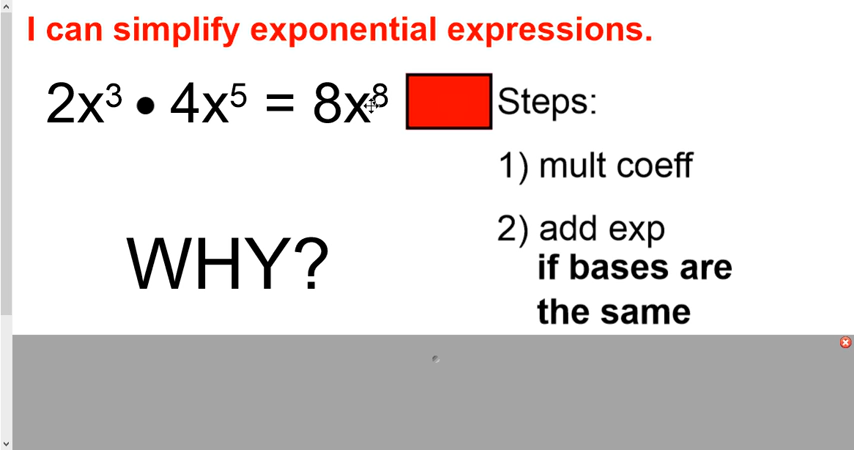 I can simplify exponential expressions.
2x³ • 4x⁵ = 8x⁸
Steps:
1) mult coeff
2) add exp
if bases are
the same
WHY?